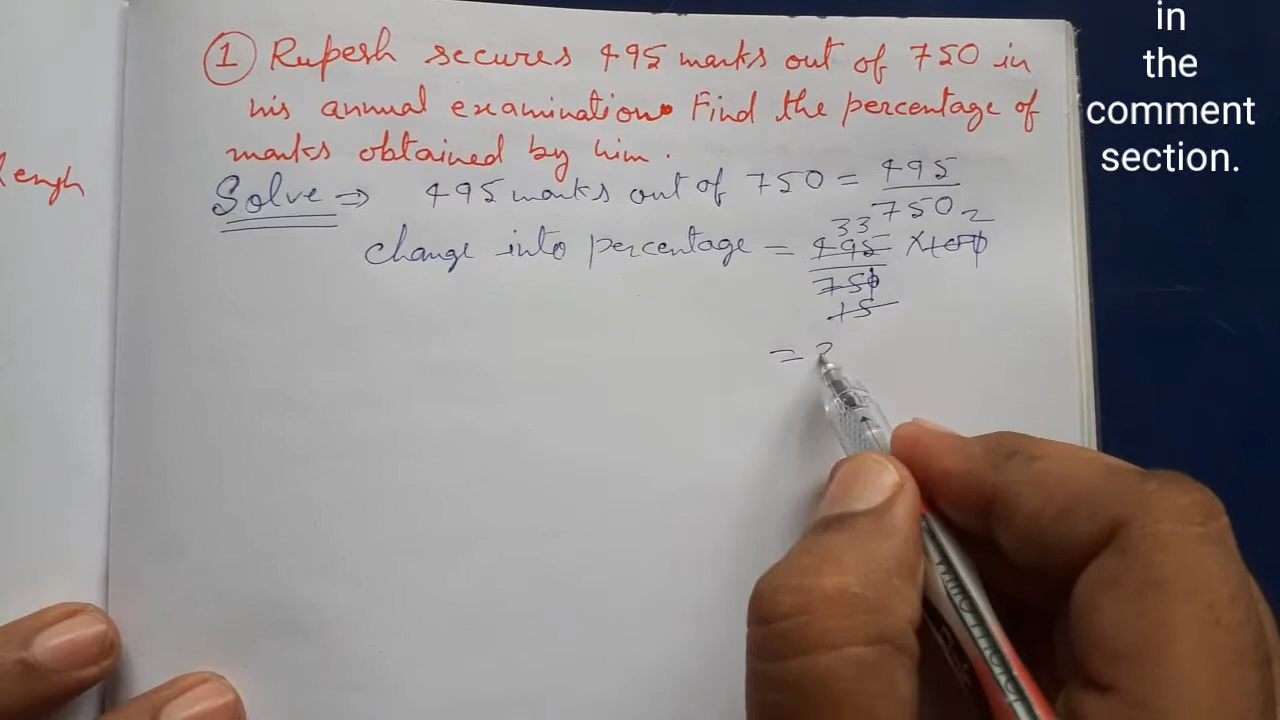 ① Rupesh secures 495 marks out of 750 in
his annual examination. Find the percentage of
marks obtained by him.
Solve ⇒ 495 marks out of 750 = 495
750
change into percentage = 495 × 100
33
2
750
15
=
in
the
comment
section.